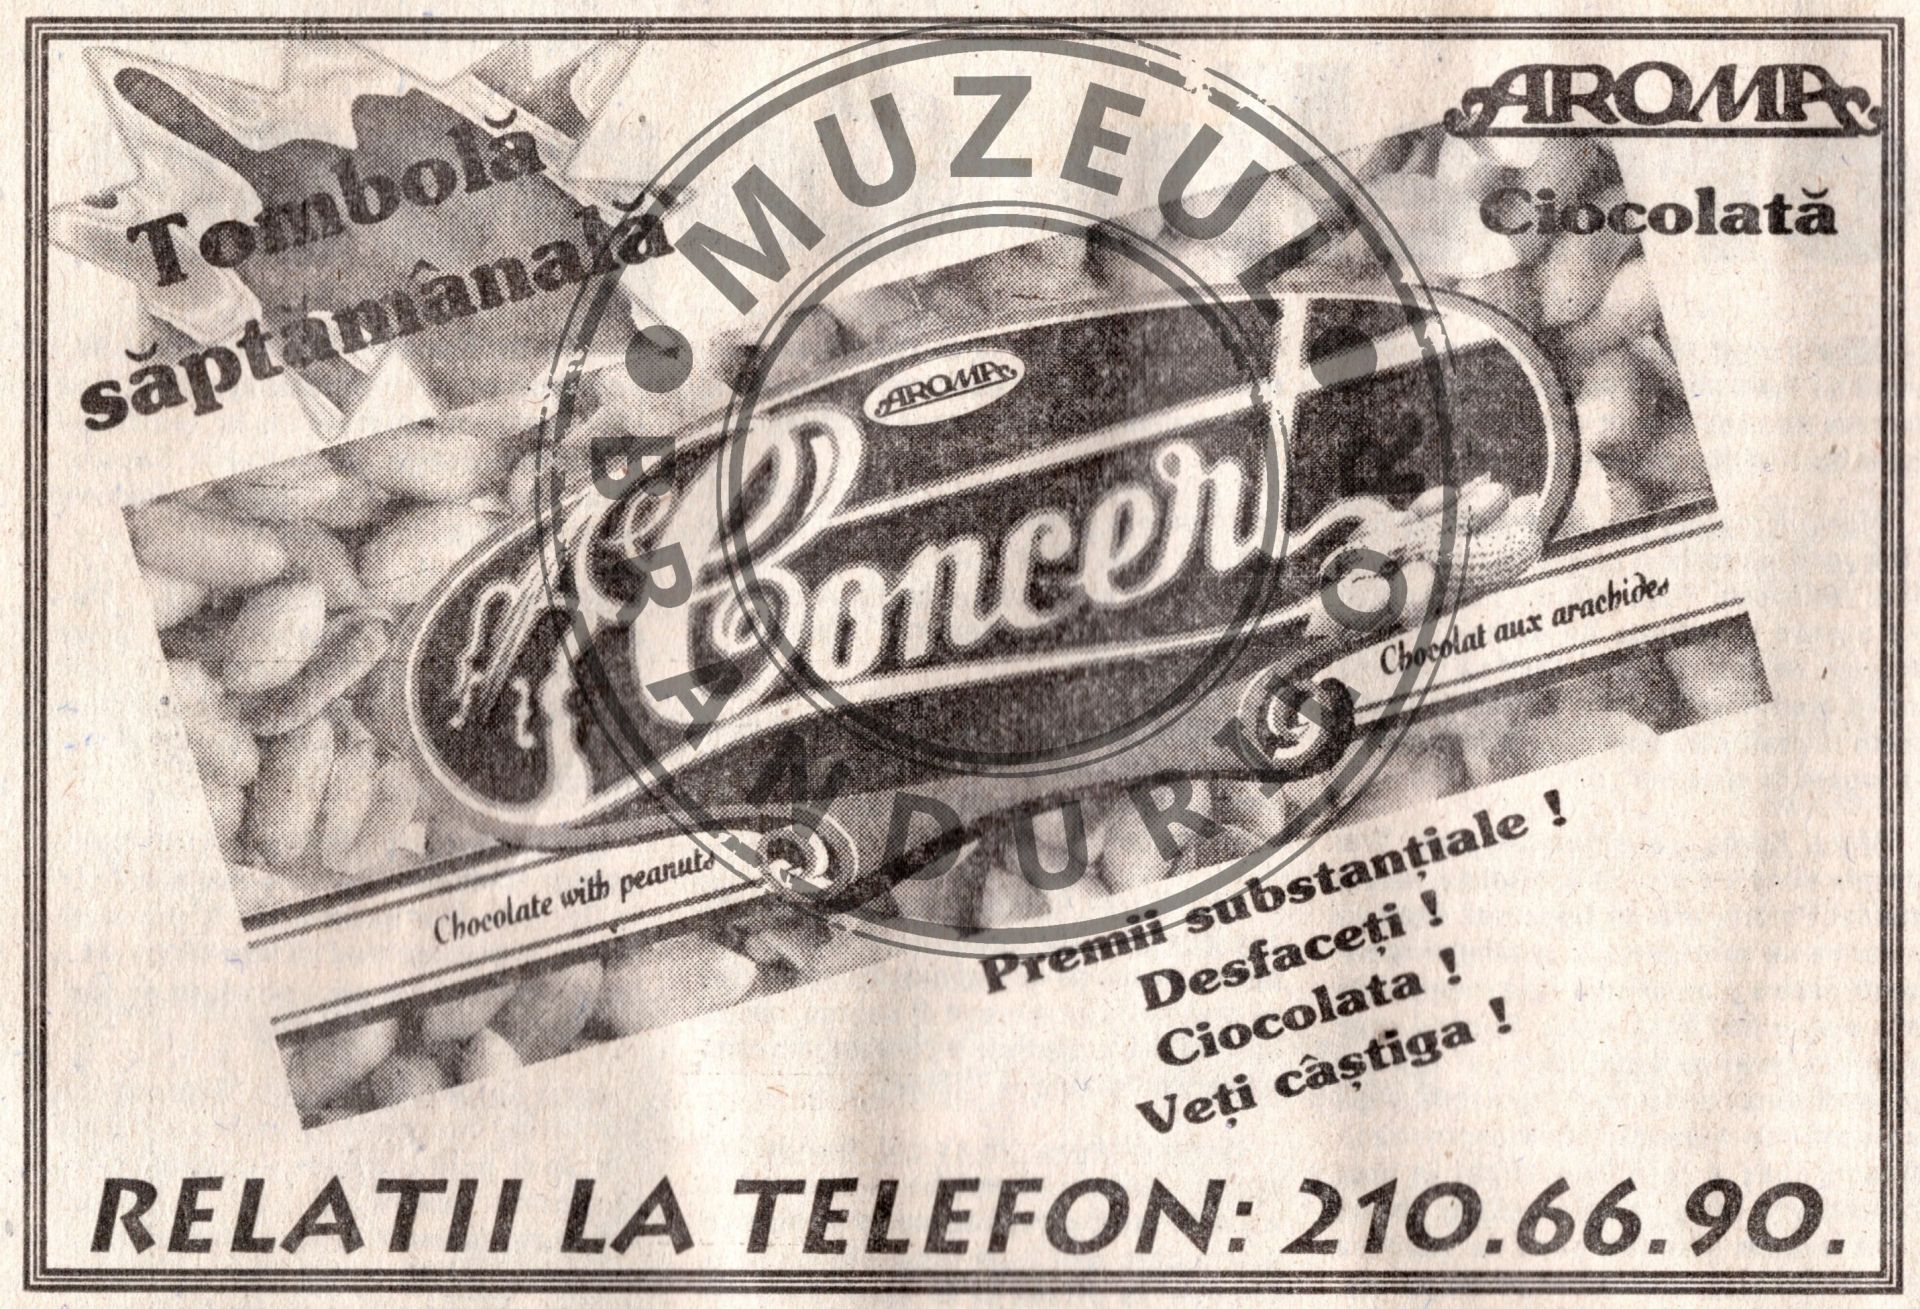 Tombolă
săptămânală
AROMA
Ciocolată
MUZEUL
BRANDURILOR
AROMA
Concert
Chocolat aux arachides
Chocolate with peanuts
Premii substanțiale !
Desfaceți !
Ciocolata !
Veți câștiga !
RELATII LA TELEFON: 210.66.90.